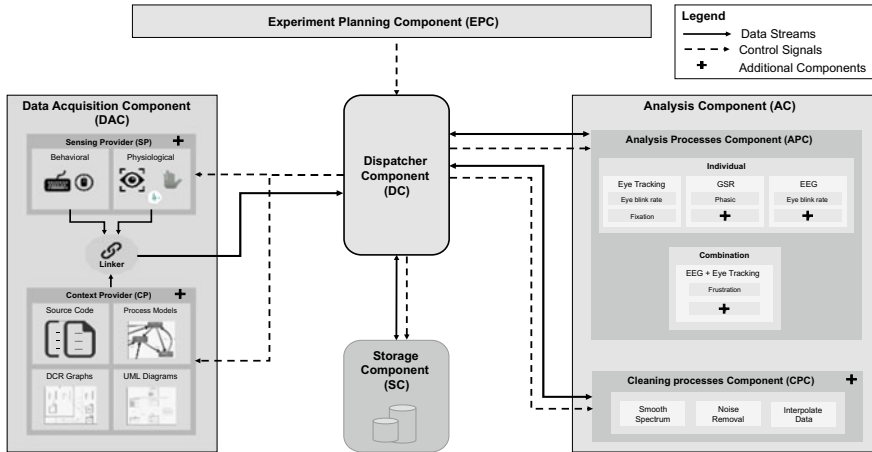 Experiment Planning Component (EPC)
Legend
Data Streams
Control Signals
Additional Components
Data Acquisition Component
(DAC)
Sensing Provider (SP)
Behavioral
Physiological
Linker
Context Provider (CP)
Source Code
Process Models
DCR Graphs
UML Diagrams
Dispatcher
Component
(DC)
Storage
Component
(SC)
Analysis Component (AC)
Analysis Processes Component (APC)
Individual
Eye Tracking
Eye blink rate
Fixation
GSR
Phasic
EEG
Eye blink rate
Combination
EEG + Eye Tracking
Frustration
Cleaning processes Component (CPC)
Smooth
Spectrum
Noise
Removal
Interpolate
Data